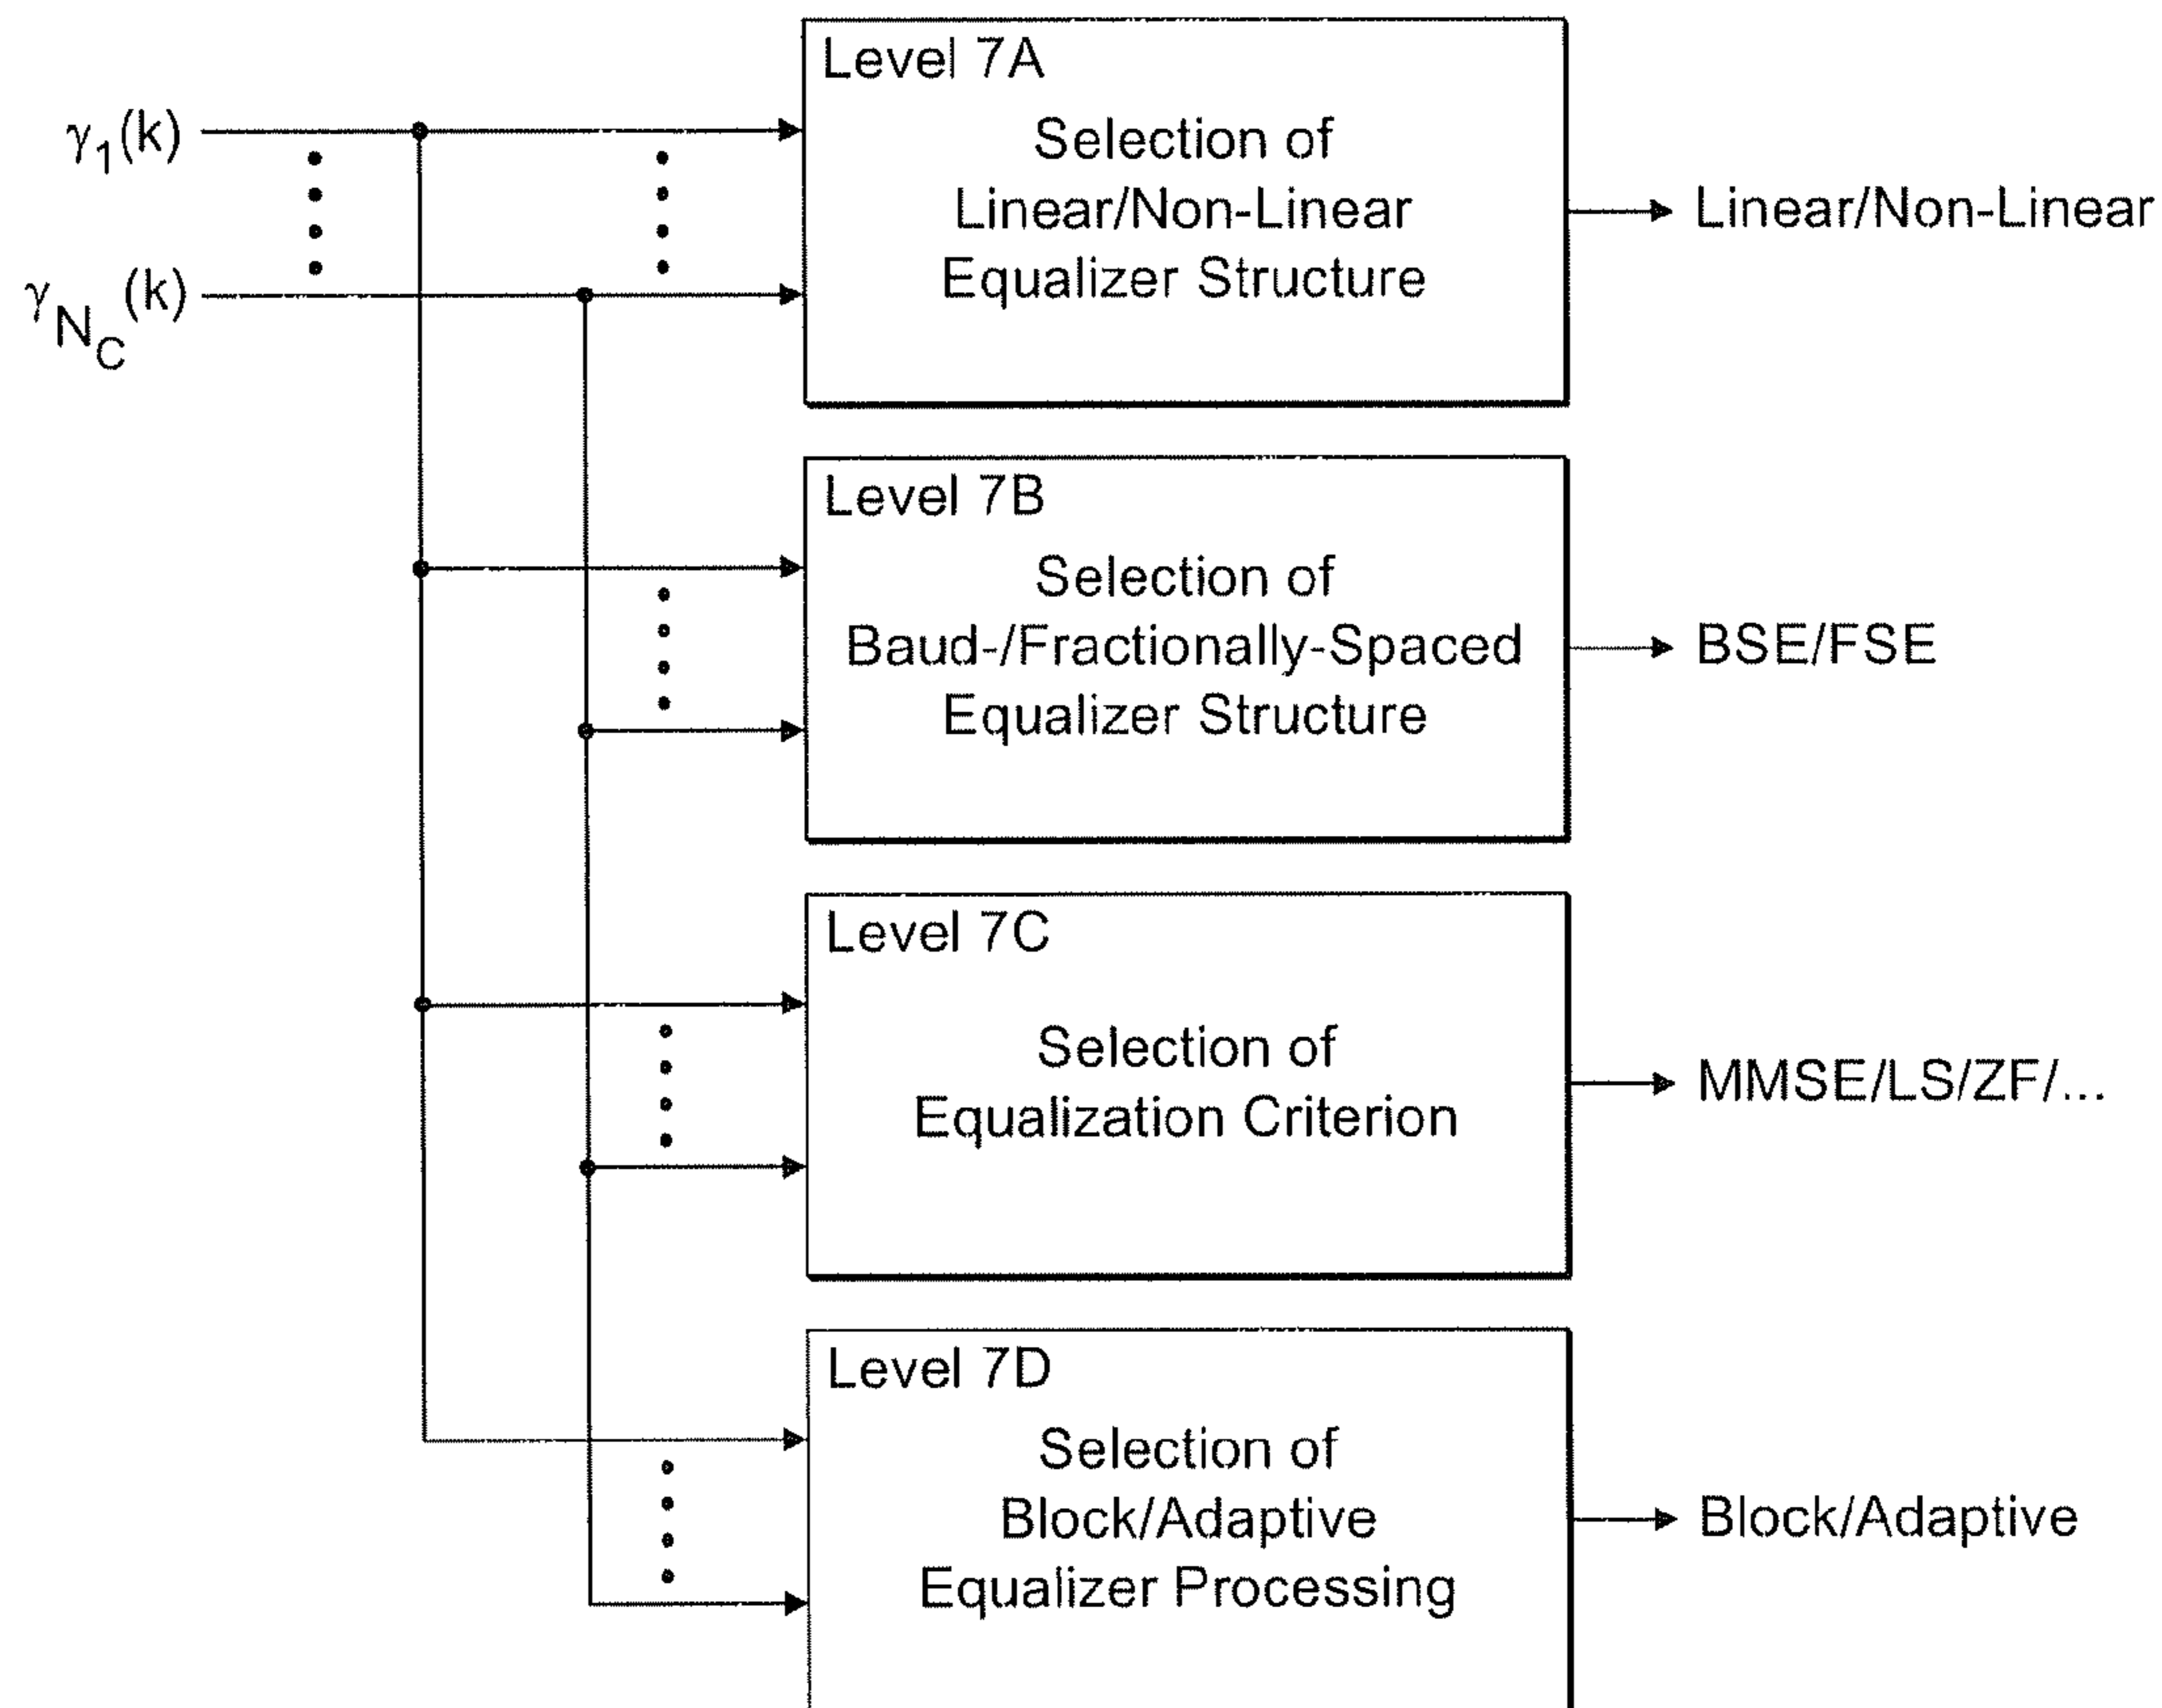 Level 7A
γ1(k)
Selection of
Linear/Non-Linear
Equalizer Structure
Linear/Non-Linear
γNC(k)
Level 7B
Selection of
Baud-/Fractionally-Spaced
Equalizer Structure
BSE/FSE
Level 7C
Selection of
Equalization Criterion
MMSE/LS/ZF/...
Level 7D
Selection of
Block/Adaptive
Equalizer Processing
Block/Adaptive